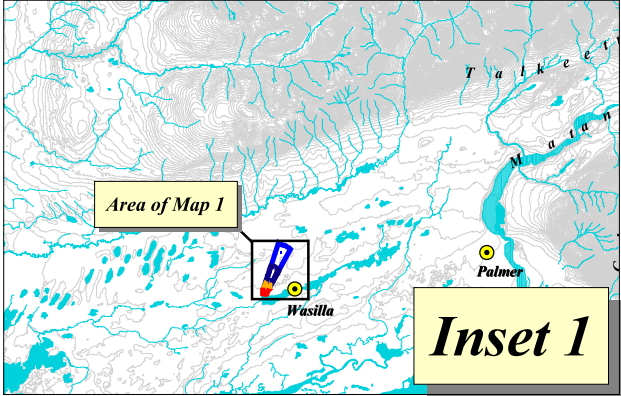 T a l k e e t
M a t a n
Area of Map 1
Palmer
Wasilla
Inset 1